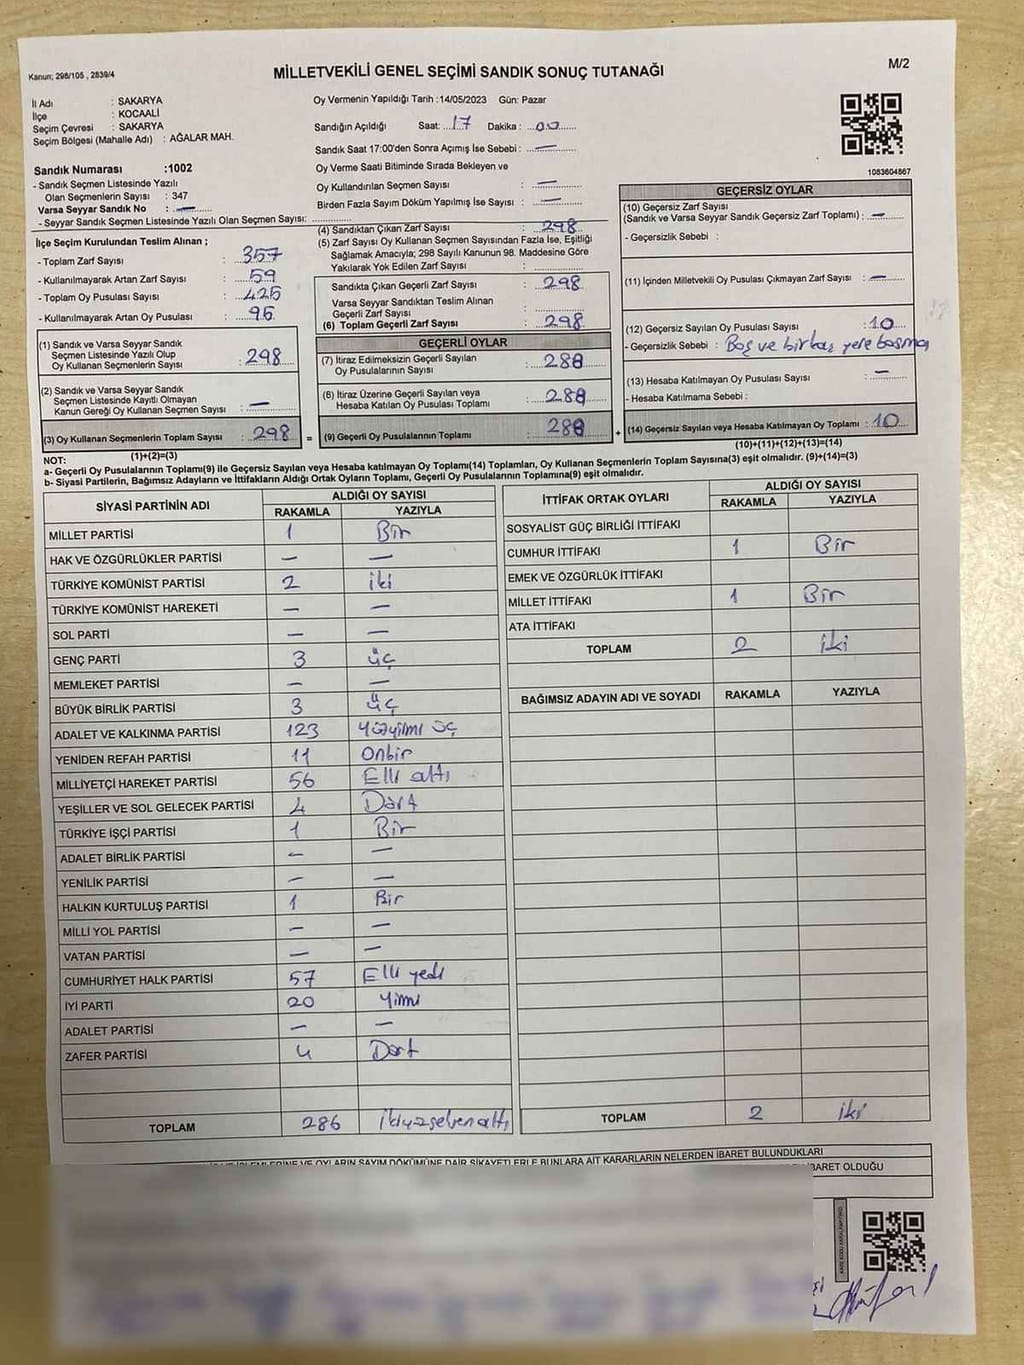 Kanun; 298/105 , 2839/4
MİLLETVEKİLİ GENEL SEÇİMİ SANDIK SONUÇ TUTANAĞI
M/2
İl Adı : SAKARYA
İlçe : KOCAALİ
Seçim Çevresi : SAKARYA
Seçim Bölgesi (Mahalle Adı) : AĞALAR MAH.
Sandık Numarası :1002
- Sandık Seçmen Listesinde Yazılı
Olan Seçmenlerin Sayısı : 347
Varsa Seyyar Sandık No : —
- Seyyar Sandık Seçmen Listesinde Yazılı Olan Seçmen Sayısı: ..............
Oy Vermenin Yapıldığı Tarih :14/05/2023 Gün: Pazar
Sandığın Açıldığı Saat: 17 Dakika : 00
Sandık Saat 17:00'den Sonra Açımış İse Sebebi : —
Oy Verme Saati Bitiminde Sırada Bekleyen ve
Oy Kullandırılan Seçmen Sayısı : —
Birden Fazla Sayım Döküm Yapılmış İse Sayısı : —
1083604867
İlçe Seçim Kurulundan Teslim Alınan ;
- Toplam Zarf Sayısı : 357
- Kullanılmayarak Artan Zarf Sayısı : 59
- Toplam Oy Pusulası Sayısı : 425
- Kullanılmayarak Artan Oy Pusulası : 96
(1) Sandık ve Varsa Seyyar Sandık
Seçmen Listesinde Yazılı Olup
Oy Kullanan Seçmenlerin Sayısı : 298
(2) Sandık ve Varsa Seyyar Sandık
Seçmen Listesinde Kayıtlı Olmayan
Kanun Gereği Oy Kullanan Seçmen Sayısı : —
(3) Oy Kullanan Seçmenlerin Toplam Sayısı : 298 =
(1)+(2)=(3)
(4) Sandıktan Çıkan Zarf Sayısı : 298
(5) Zarf Sayısı Oy Kullanan Seçmen Sayısından Fazla İse, Eşitliği
Sağlamak Amacıyla; 298 Sayılı Kanunun 98. Maddesine Göre
Yakılarak Yok Edilen Zarf Sayısı : ..............
Sandıkta Çıkan Geçerli Zarf Sayısı : 298
Varsa Seyyar Sandıktan Teslim Alınan
Geçerli Zarf Sayısı : ..............
(6) Toplam Geçerli Zarf Sayısı : 298
GEÇERLİ OYLAR
(7) İtiraz Edilmeksizin Geçerli Sayılan
Oy Pusulalarının Sayısı : 288
(8) İtiraz Üzerine Geçerli Sayılan veya
Hesaba Katılan Oy Pusulası Toplamı : 288
(9) Geçerli Oy Pusulalarının Toplamı : 288 +
GEÇERSİZ OYLAR
(10) Geçersiz Zarf Sayısı
(Sandık ve Varsa Seyyar Sandık Geçersiz Zarf Toplamı) : —
- Geçersizlik Sebebi :
(11) İçinden Milletvekili Oy Pusulası Çıkmayan Zarf Sayısı : —
(12) Geçersiz Sayılan Oy Pusulası Sayısı :10
- Geçersizlik Sebebi : Boş ve birkaç yere basma
(13) Hesaba Katılmayan Oy Pusulası Sayısı : —
- Hesaba Katılmama Sebebi :
(14) Geçersiz Sayılan veya Hesaba Katılmayan Oy Toplamı : 10
(10)+(11)+(12)+(13)=(14)
NOT:
a- Geçerli Oy Pusulalarının Toplamı(9) ile Geçersiz Sayılan veya Hesaba katılmayan Oy Toplamı(14) Toplamları, Oy Kullanan Seçmenlerin Toplam Sayısına(3) eşit olmalıdır. (9)+(14)=(3)
b- Siyasi Partilerin, Bağımsız Adayların ve İttifakların Aldığı Ortak Oyların Toplamı, Geçerli Oy Pusulalarının Toplamına(9) eşit olmalıdır.
SİYASİ PARTİNİN ADI
ALDIĞI OY SAYISI
RAKAMLA YAZIYLA
MİLLET PARTİSİ 1 Bir
HAK VE ÖZGÜRLÜKLER PARTİSİ — —
TÜRKİYE KOMÜNİST PARTİSİ 2 iki
TÜRKİYE KOMÜNİST HAREKETİ — —
SOL PARTİ — —
GENÇ PARTİ 3 üç
MEMLEKET PARTİSİ — —
BÜYÜK BİRLİK PARTİSİ 3 üç
ADALET VE KALKINMA PARTİSİ 123 Yüzyirmi üç
YENİDEN REFAH PARTİSİ 11 Onbir
MİLLİYETÇİ HAREKET PARTİSİ 56 Elli altı
YEŞİLLER VE SOL GELECEK PARTİSİ 4 Dört
TÜRKİYE İŞÇİ PARTİSİ 1 Bir
ADALET BİRLİK PARTİSİ — —
YENİLİK PARTİSİ — —
HALKIN KURTULUŞ PARTİSİ 1 Bir
MİLLİ YOL PARTİSİ — —
VATAN PARTİSİ — —
CUMHURİYET HALK PARTİSİ 57 Elli yedi
İYİ PARTİ 20 Yirmi
ADALET PARTİSİ — —
ZAFER PARTİSİ 4 Dört
TOPLAM 286 ikiyüzseksenaltı
İTTİFAK ORTAK OYLARI
ALDIĞI OY SAYISI
RAKAMLA YAZIYLA
SOSYALİST GÜÇ BİRLİĞİ İTTİFAKI
CUMHUR İTTİFAKI 1 Bir
EMEK VE ÖZGÜRLÜK İTTİFAKI
MİLLET İTTİFAKI 1 Bir
ATA İTTİFAKI
TOPLAM 2 iki
BAĞIMSIZ ADAYIN ADI VE SOYADI RAKAMLA YAZIYLA
TOPLAM 2 iki
VE OYLARIN SAYIM DÖKÜMÜNE DAİR ŞİKAYETLERLE BUNLARA AİT KARARLARIN NELERDEN İBARET BULUNDUKLARI
İBARET OLDUĞU